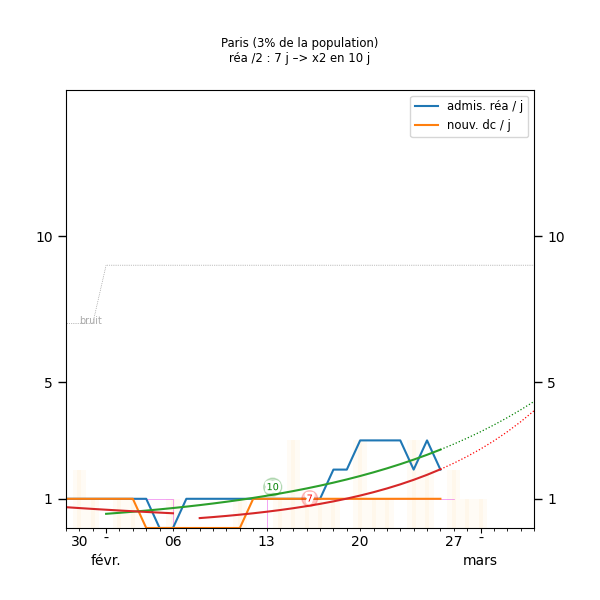 Paris (3% de la population)
réa /2 : 7 j –> x2 en 10 j
admis. réa / j
nouv. dc / j
10
10
bruit
5
5
10
7
1
1
30
-
06
13
20
27
-
févr.
mars